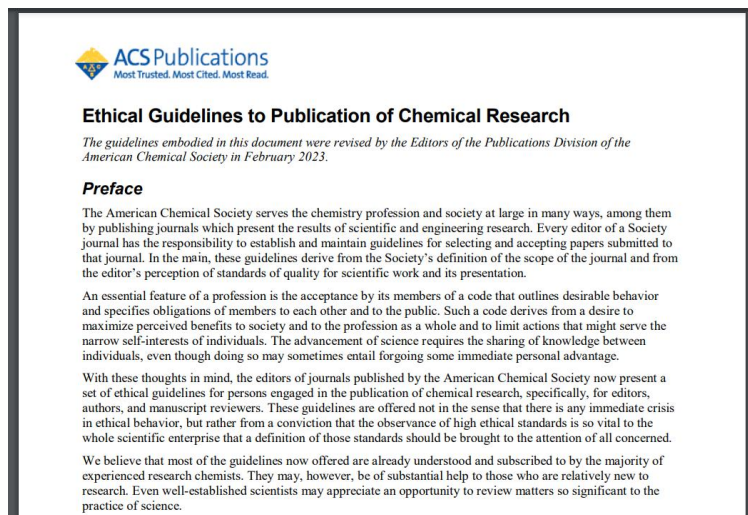 ACS Publications
Most Trusted. Most Cited. Most Read.
Ethical Guidelines to Publication of Chemical Research
The guidelines embodied in this document were revised by the Editors of the Publications Division of the
American Chemical Society in February 2023.
Preface
The American Chemical Society serves the chemistry profession and society at large in many ways, among them
by publishing journals which present the results of scientific and engineering research. Every editor of a Society
journal has the responsibility to establish and maintain guidelines for selecting and accepting papers submitted to
that journal. In the main, these guidelines derive from the Society's definition of the scope of the journal and from
the editor's perception of standards of quality for scientific work and its presentation.
An essential feature of a profession is the acceptance by its members of a code that outlines desirable behavior
and specifies obligations of members to each other and to the public. Such a code derives from a desire to
maximize perceived benefits to society and to the profession as a whole and to limit actions that might serve the
narrow self-interests of individuals. The advancement of science requires the sharing of knowledge between
individuals, even though doing so may sometimes entail forgoing some immediate personal advantage.
With these thoughts in mind, the editors of journals published by the American Chemical Society now present a
set of ethical guidelines for persons engaged in the publication of chemical research, specifically, for editors,
authors, and manuscript reviewers. These guidelines are offered not in the sense that there is any immediate crisis
in ethical behavior, but rather from a conviction that the observance of high ethical standards is so vital to the
whole scientific enterprise that a definition of those standards should be brought to the attention of all concerned.
We believe that most of the guidelines now offered are already understood and subscribed to by the majority of
experienced research chemists. They may, however, be of substantial help to those who are relatively new to
research. Even well-established scientists may appreciate an opportunity to review matters so significant to the
practice of science.